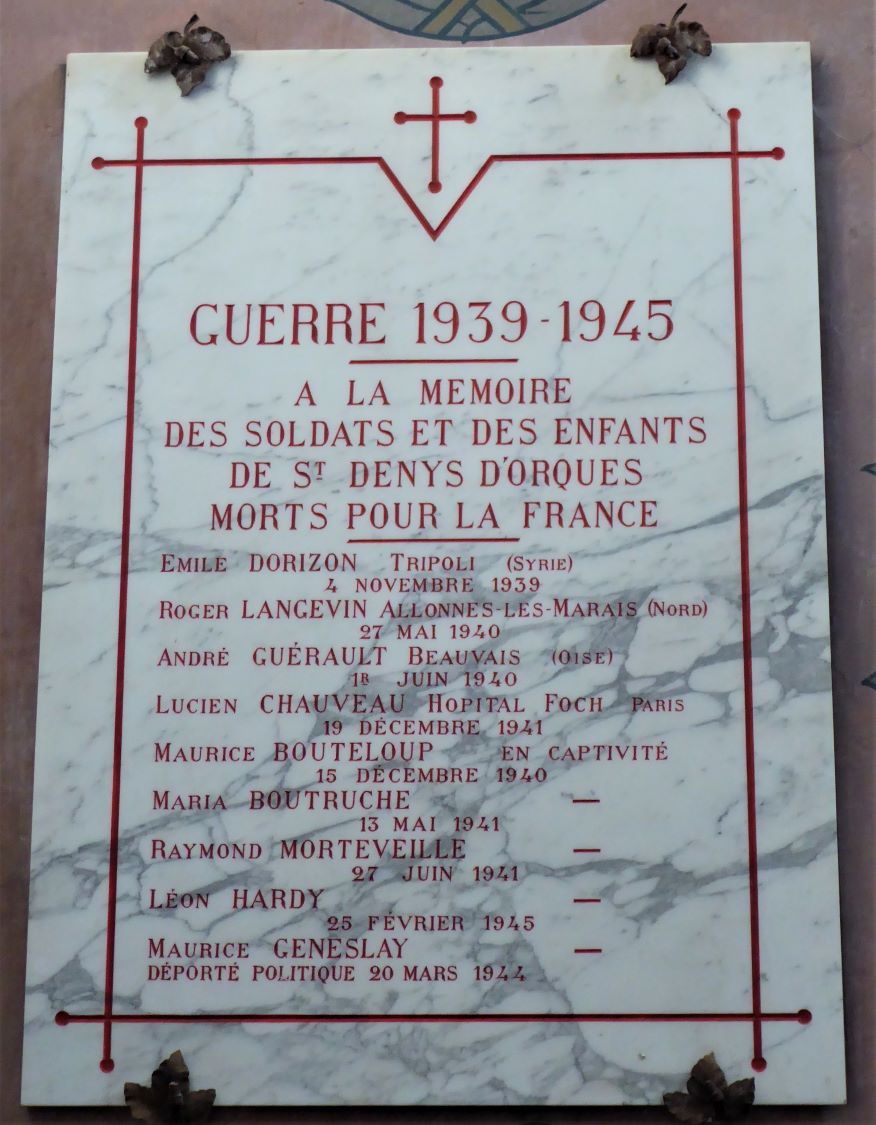 GUERRE 1939-1945
A LA MEMOIRE
DES SOLDATS ET DES ENFANTS
DE ST DENYS D'ORQUES
MORTS POUR LA FRANCE
EMILE DORIZON TRIPOLI (SYRIE)
4 NOVEMBRE 1939
ROGER LANGEVIN ALLONNES-LES-MARAIS (NORD)
27 MAI 1940
ANDRÉ GUÉRAULT BEAUVAIS (OISE)
1R JUIN 1940
LUCIEN CHAUVEAU HOPITAL FOCH PARIS
19 DÉCEMBRE 1941
MAURICE BOUTELOUP EN CAPTIVITÉ
15 DÉCEMBRE 1940
MARIA BOUTRUCHE —
13 MAI 1941
RAYMOND MORTEVEILLE —
27 JUIN 1941
LÉON HARDY —
25 FÉVRIER 1945
MAURICE GENESLAY —
DÉPORTÉ POLITIQUE 20 MARS 1944